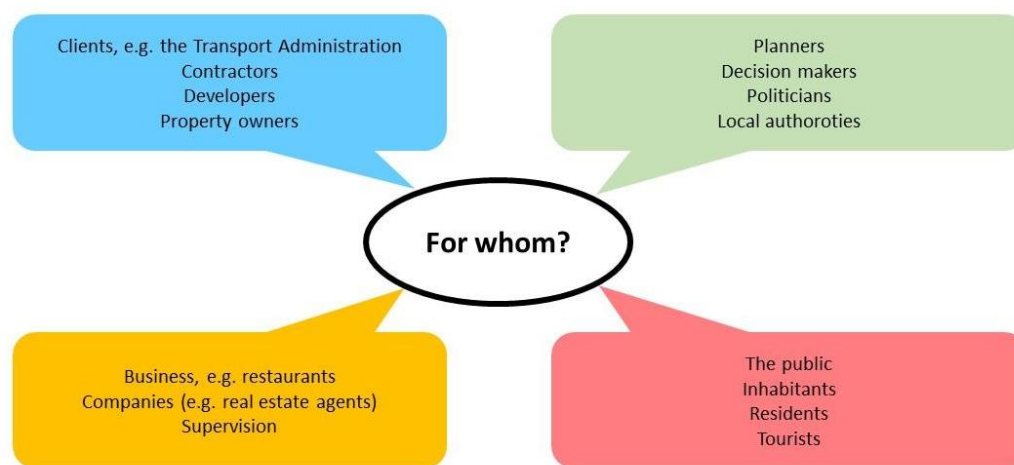 Clients, e.g. the Transport Administration
Contractors
Developers
Property owners
Planners
Decision makers
Politicians
Local authoroties
For whom?
Business, e.g. restaurants
Companies (e.g. real estate agents)
Supervision
The public
Inhabitants
Residents
Tourists